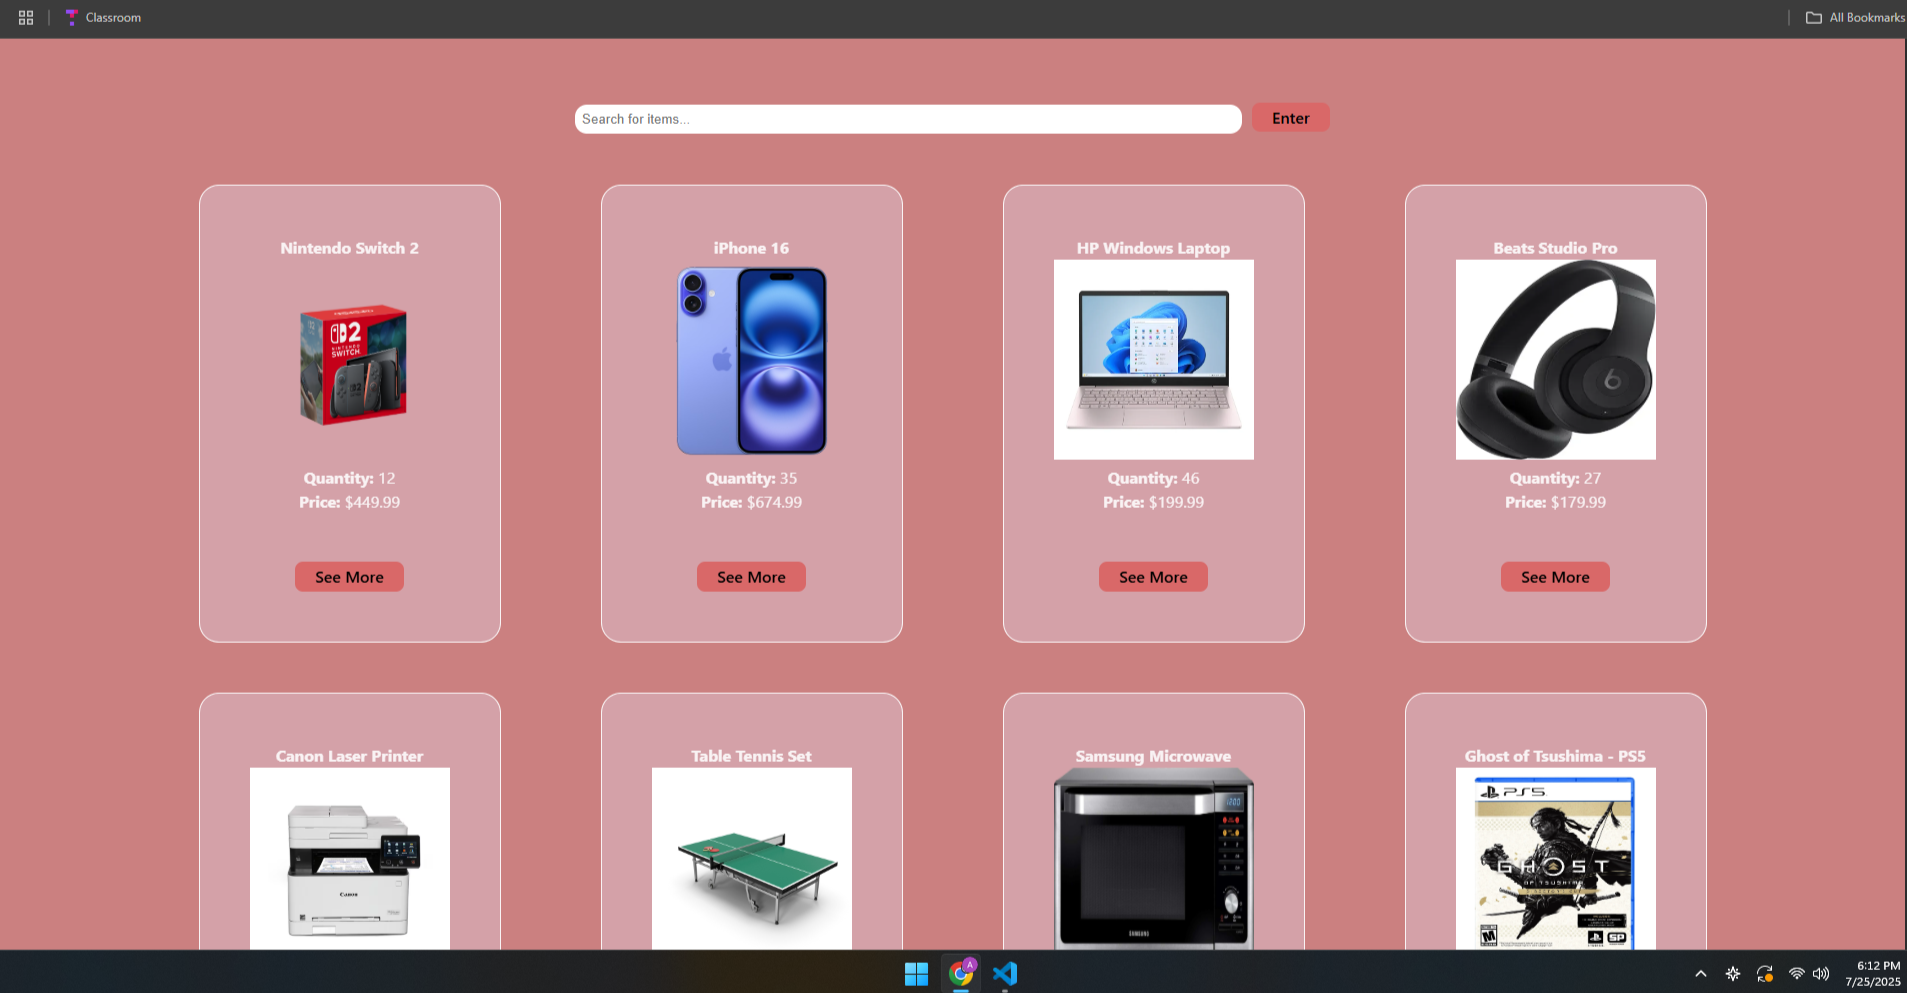 Classroom
All Bookmarks
Search for items...
Enter
Nintendo Switch 2
iPhone 16
HP Windows Laptop
Beats Studio Pro
2
NINTENDO
SWITCH
2
Quantity: 12
Quantity: 35
Quantity: 46
Quantity: 27
Price: $449.99
Price: $674.99
Price: $199.99
Price: $179.99
See More
See More
See More
See More
Canon Laser Printer
Table Tennis Set
Samsung Microwave
Ghost of Tsushima - PS5
Canon
1200
SAMSUNG
PS5
GHOST
OF TSUSHIMA
M
A
6:12 PM
7/25/2025